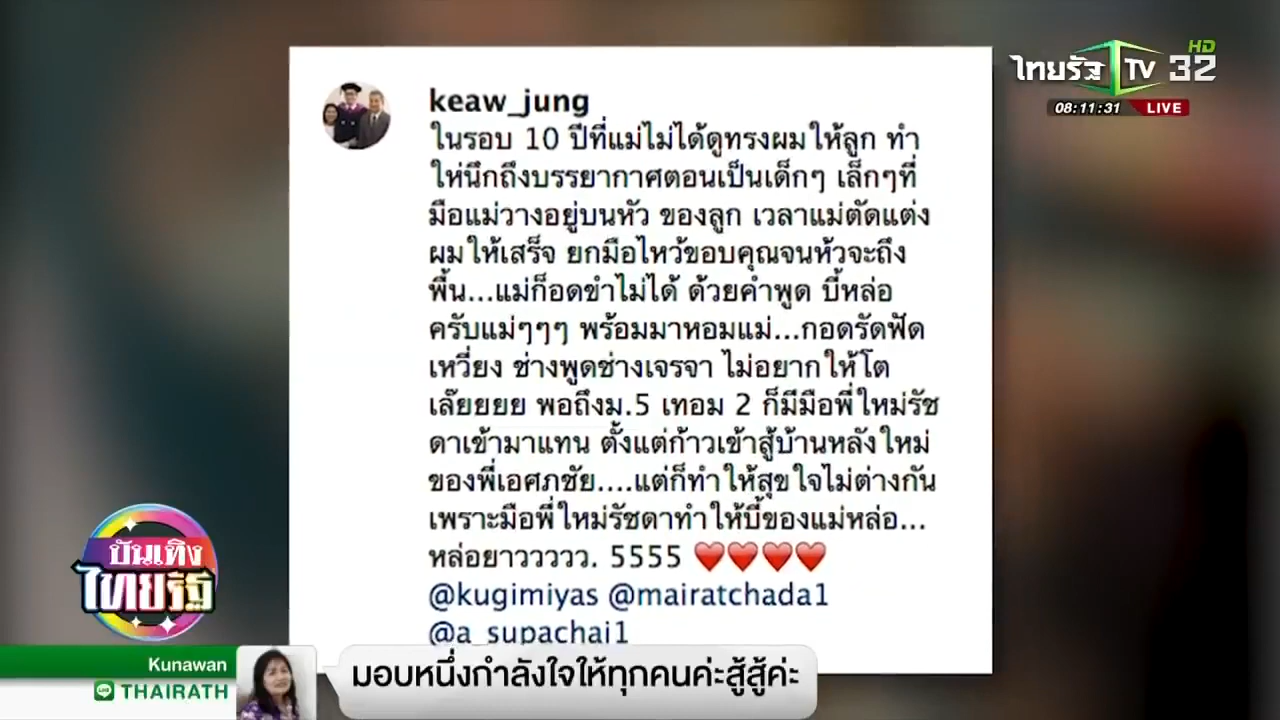 keaw_jung
ในรอบ 10 ปีที่แม่ไม่ได้ดูทรงผมให้ลูก ทำ
ให่นึกถึงบรรยากาศตอนเป็นเด็กๆ เล็กๆที่
มือแม่วางอยู่บนหัว ของลูก เวลาแม่ตัดแต่ง
ผมให้เสร็จ ยกมือไหว้ขอบคุณจนหัวจะถึง
พื้น...แม่ก็อดขำไม่ได้ ด้วยคำพูด บี้หล่อ
ครับแม่ๆๆๆ พร้อมมาหอมแม่...กอดรัดฟัด
เหวี่ยง ช่างพูดช่างเจรจา ไม่อยากให้โต
เล๊ยยยย พอถึงม.5 เทอม 2 ก็มีมือพี่ใหม่รัช
ดาเข้ามาแทน ตั้งแต่ก้าวเข้าสู้บ้านหลังใหม่
ของพี่เอศภชัย....แต่ก็ทำให้สุขใจไม่ต่างกัน
เพราะมือพี่ใหม่รัชดาทำให้บี้ของแม่หล่อ...
หล่อยาววววว. 5555 ❤️❤️❤️❤️
@kugimiyas @mairatchada1
@a_supachai1
ไทยรัฐ TV HD 32
08:11:31 LIVE
บันเทิง
ไทยรัฐ
Kunawan
LINE THAIRATH
มอบหนึ่งกำลังใจให้ทุกคนค่ะสู้สู้ค่ะ